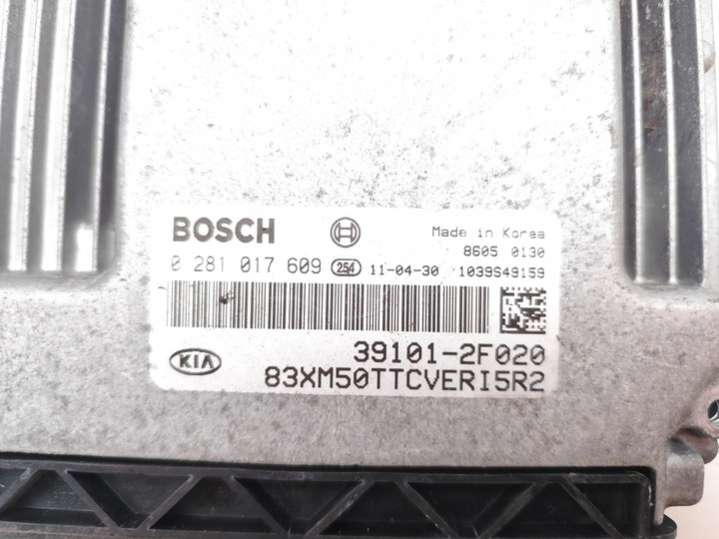 BOSCH Made in Korea
8605 0130
0 281 017 609 254 11-04-30 1039S49159
KIA 39101-2F020
83XM50TTCVERI5R2